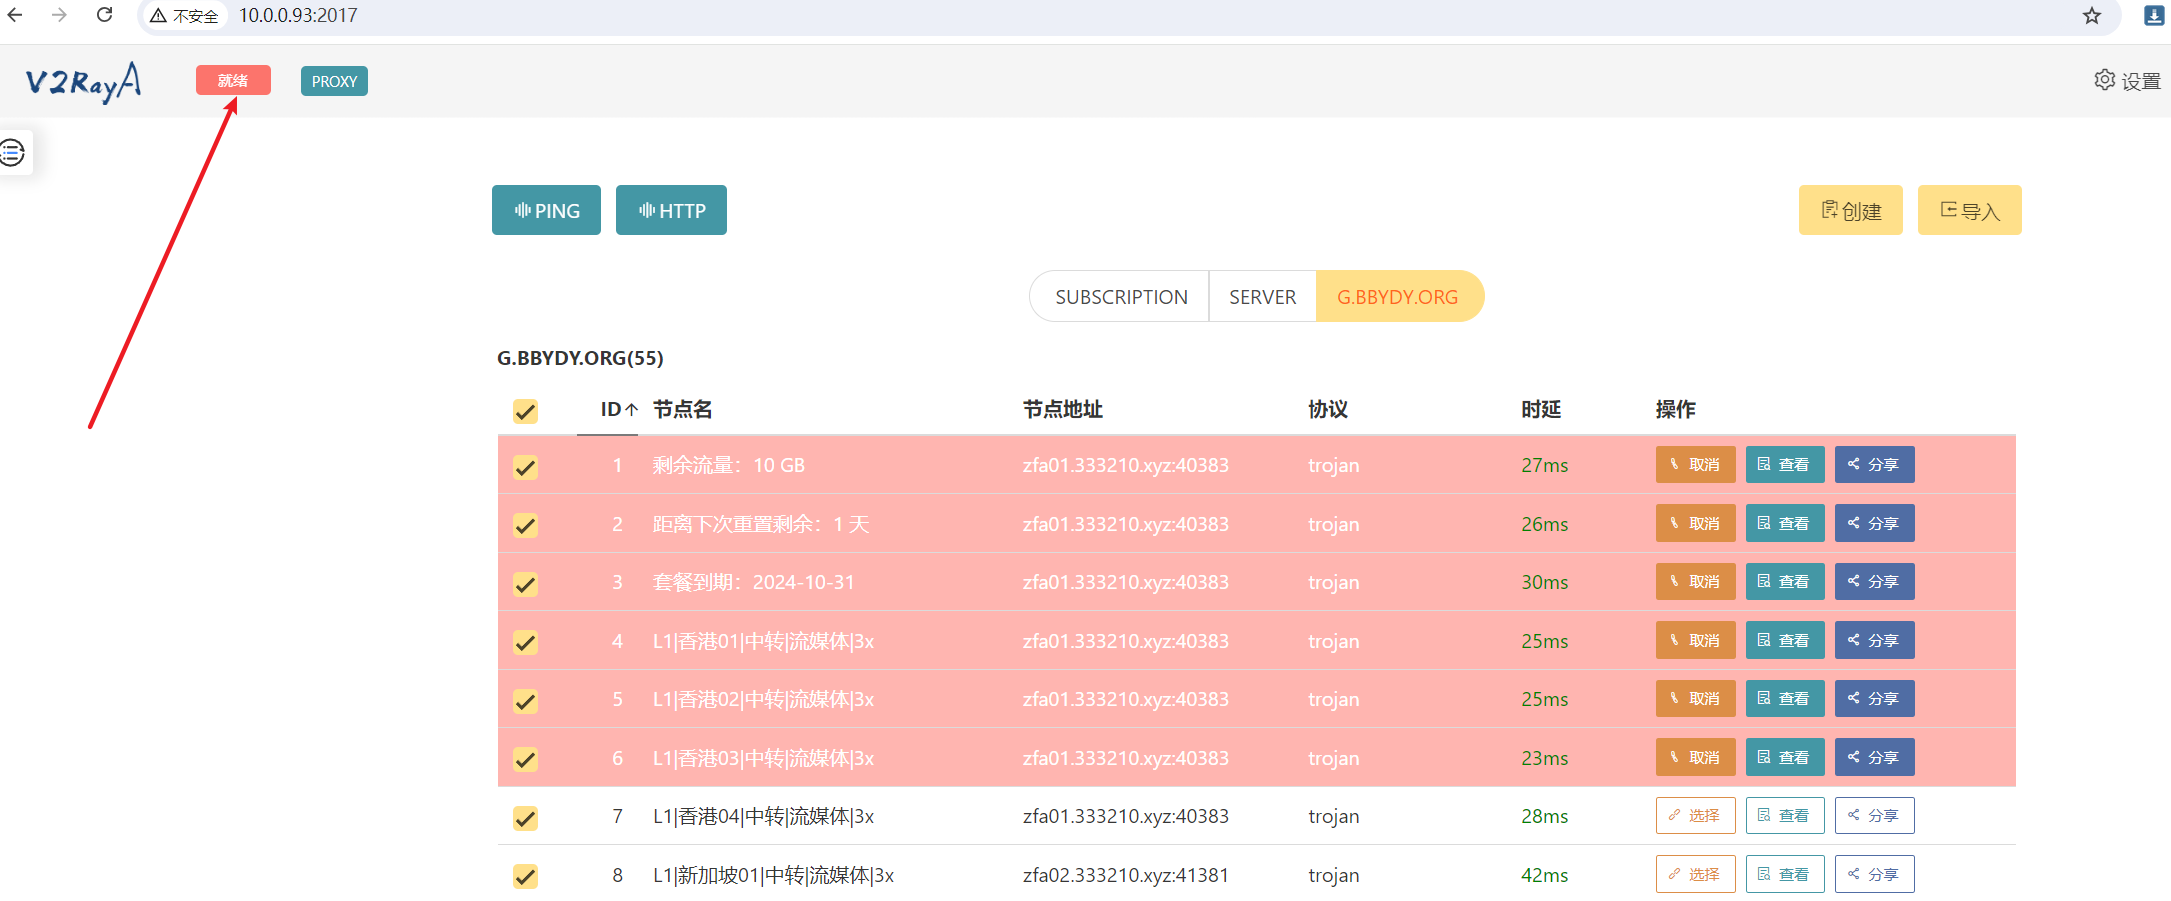 不安全 10.0.0.93:2017
V2RayA 就绪 PROXY 设置
PING HTTP 创建 导入
SUBSCRIPTION SERVER G.BBYDY.ORG
G.BBYDY.ORG(55)
ID 节点名 节点地址 协议 时延 操作
1 剩余流量：10 GB zfa01.333210.xyz:40383 trojan 27ms 取消 查看 分享
2 距离下次重置剩余：1 天 zfa01.333210.xyz:40383 trojan 26ms 取消 查看 分享
3 套餐到期：2024-10-31 zfa01.333210.xyz:40383 trojan 30ms 取消 查看 分享
4 L1|香港01|中转|流媒体|3x zfa01.333210.xyz:40383 trojan 25ms 取消 查看 分享
5 L1|香港02|中转|流媒体|3x zfa01.333210.xyz:40383 trojan 25ms 取消 查看 分享
6 L1|香港03|中转|流媒体|3x zfa01.333210.xyz:40383 trojan 23ms 取消 查看 分享
7 L1|香港04|中转|流媒体|3x zfa01.333210.xyz:40383 trojan 28ms 选择 查看 分享
8 L1|新加坡01|中转|流媒体|3x zfa02.333210.xyz:41381 trojan 42ms 选择 查看 分享